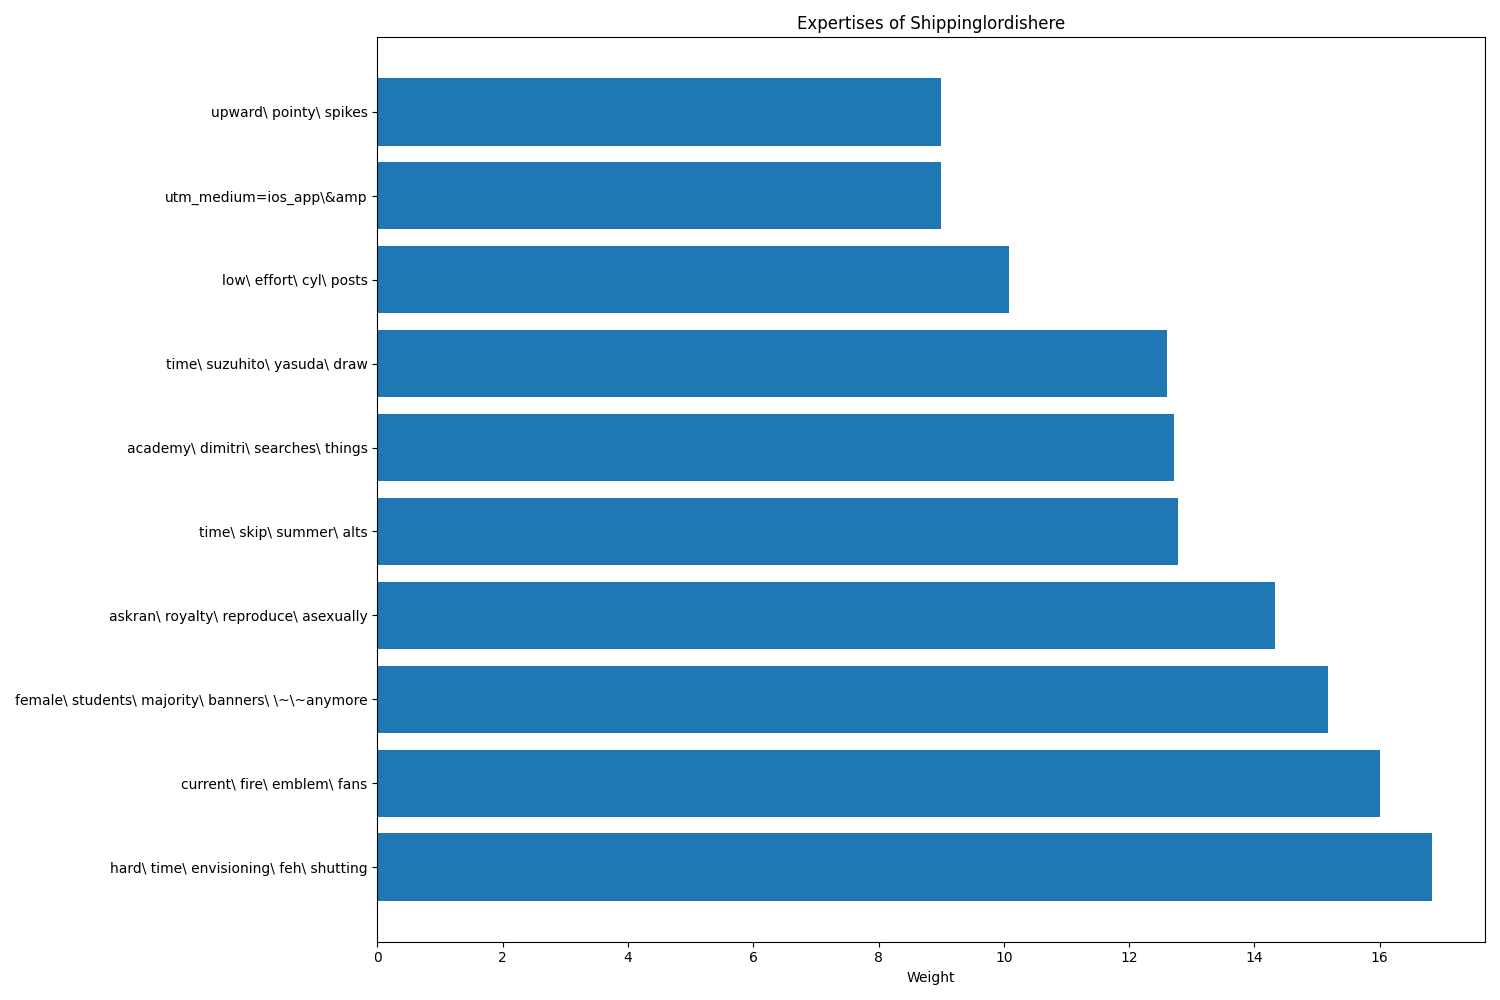 Expertises of Shippinglordishere
upward\ pointy\ spikes
utm_medium=ios_app\&amp
low\ effort\ cyl\ posts
time\ suzuhito\ yasuda\ draw
academy\ dimitri\ searches\ things
time\ skip\ summer\ alts
askran\ royalty\ reproduce\ asexually
female\ students\ majority\ banners\ \~\~anymore
current\ fire\ emblem\ fans
hard\ time\ envisioning\ feh\ shutting
0 2 4 6 8 10 12 14 16
Weight